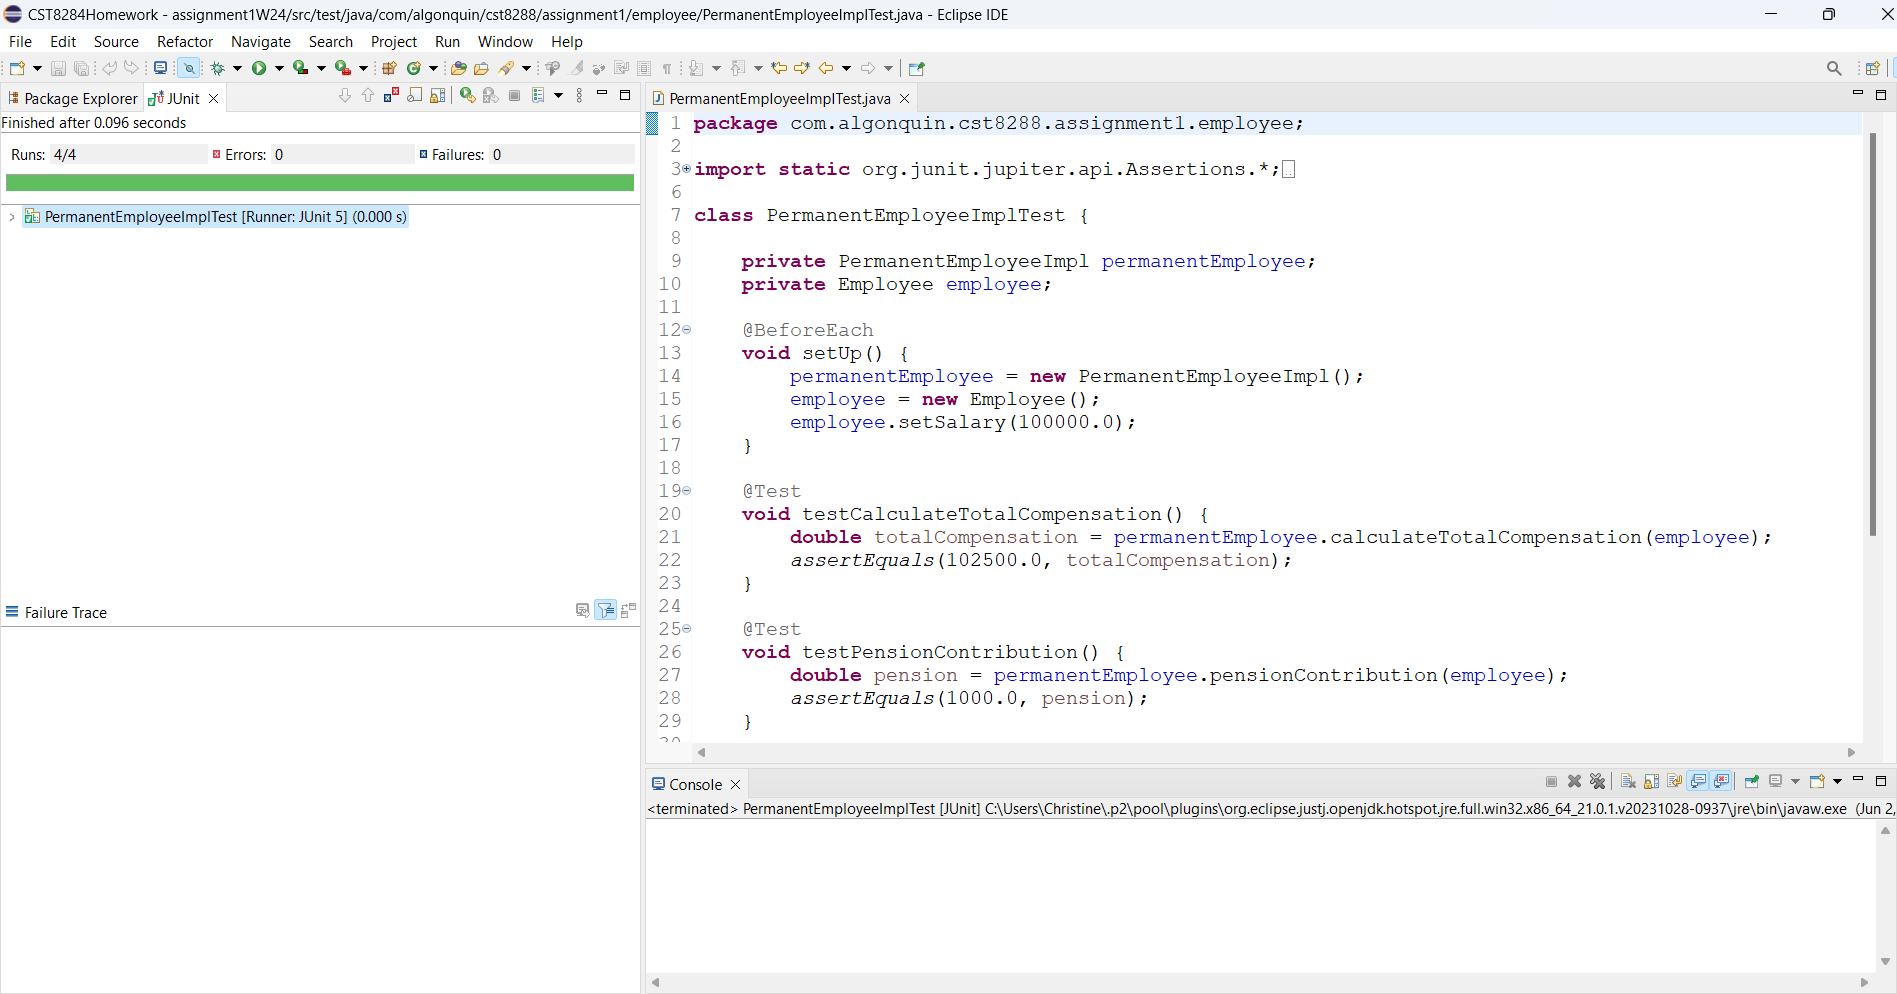 CST8284Homework - assignment1W24/src/test/java/com/algonquin/cst8288/assignment1/employee/PermanentEmployeeImplTest.java - Eclipse IDE
File Edit Source Refactor Navigate Search Project Run Window Help
Package Explorer JUnit
Finished after 0.096 seconds
Runs: 4/4 Errors: 0 Failures: 0
PermanentEmployeeImplTest [Runner: JUnit 5] (0.000 s)
Failure Trace
PermanentEmployeeImplTest.java
1 package com.algonquin.cst8288.assignment1.employee;
2
3 import static org.junit.jupiter.api.Assertions.*;
6
7 class PermanentEmployeeImplTest {
8
9 private PermanentEmployeeImpl permanentEmployee;
10 private Employee employee;
11
12 @BeforeEach
13 void setUp() {
14 permanentEmployee = new PermanentEmployeeImpl();
15 employee = new Employee();
16 employee.setSalary(100000.0);
17 }
18
19 @Test
20 void testCalculateTotalCompensation() {
21 double totalCompensation = permanentEmployee.calculateTotalCompensation(employee);
22 assertEquals(102500.0, totalCompensation);
23 }
24
25 @Test
26 void testPensionContribution() {
27 double pension = permanentEmployee.pensionContribution(employee);
28 assertEquals(1000.0, pension);
29 }
Console
<terminated> PermanentEmployeeImplTest [JUnit] C:\Users\Christine\.p2\pool\plugins\org.eclipse.justj.openjdk.hotspot.jre.full.win32.x86_64_21.0.1.v20231028-0937\jre\bin\javaw.exe (Jun 2,